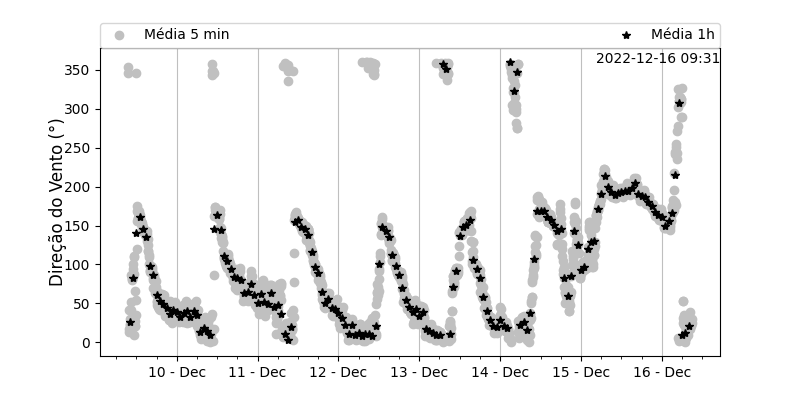 Média 5 min
Média 1h
2022-12-16 09:31
Direção do Vento (°)
350
300
250
200
150
100
50
0
10 - Dec
11 - Dec
12 - Dec
13 - Dec
14 - Dec
15 - Dec
16 - Dec